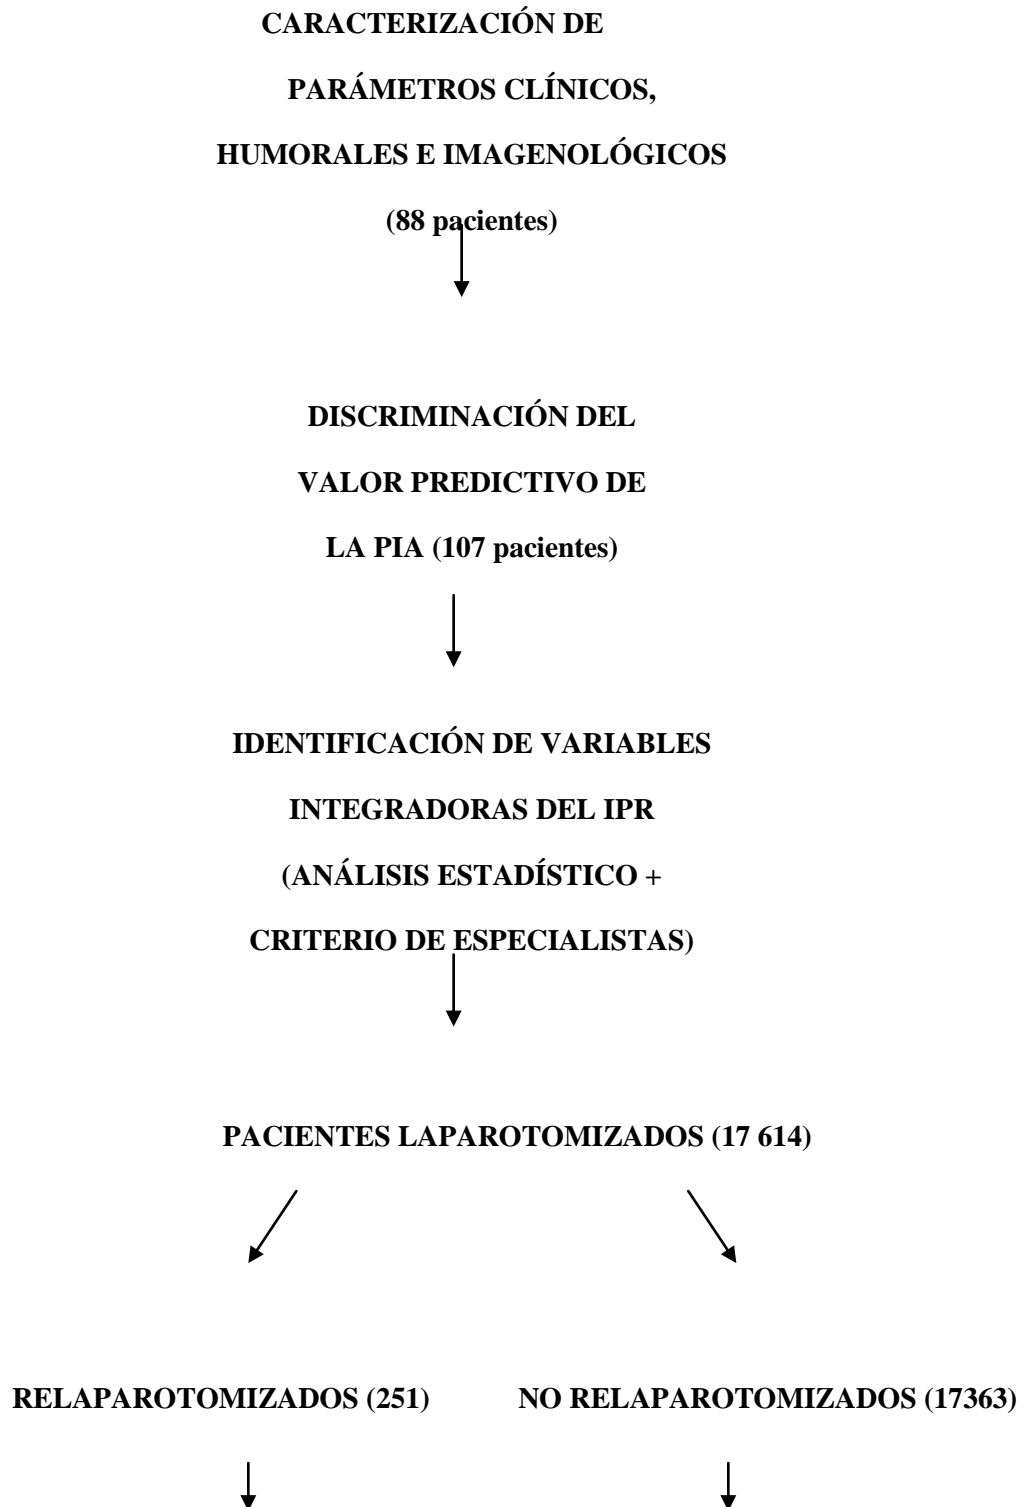 CARACTERIZACIÓN DE
PARÁMETROS CLÍNICOS,
HUMORALES E IMAGENOLÓGICOS
(88 pacientes)
DISCRIMINACIÓN DEL
VALOR PREDICTIVO DE
LA PIA (107 pacientes)
IDENTIFICACIÓN DE VARIABLES
INTEGRADORAS DEL IPR
(ANÁLISIS ESTADÍSTICO +
CRITERIO DE ESPECIALISTAS)
PACIENTES LAPAROTOMIZADOS (17 614)
RELAPAROTOMIZADOS (251)
NO RELAPAROTOMIZADOS (17363)